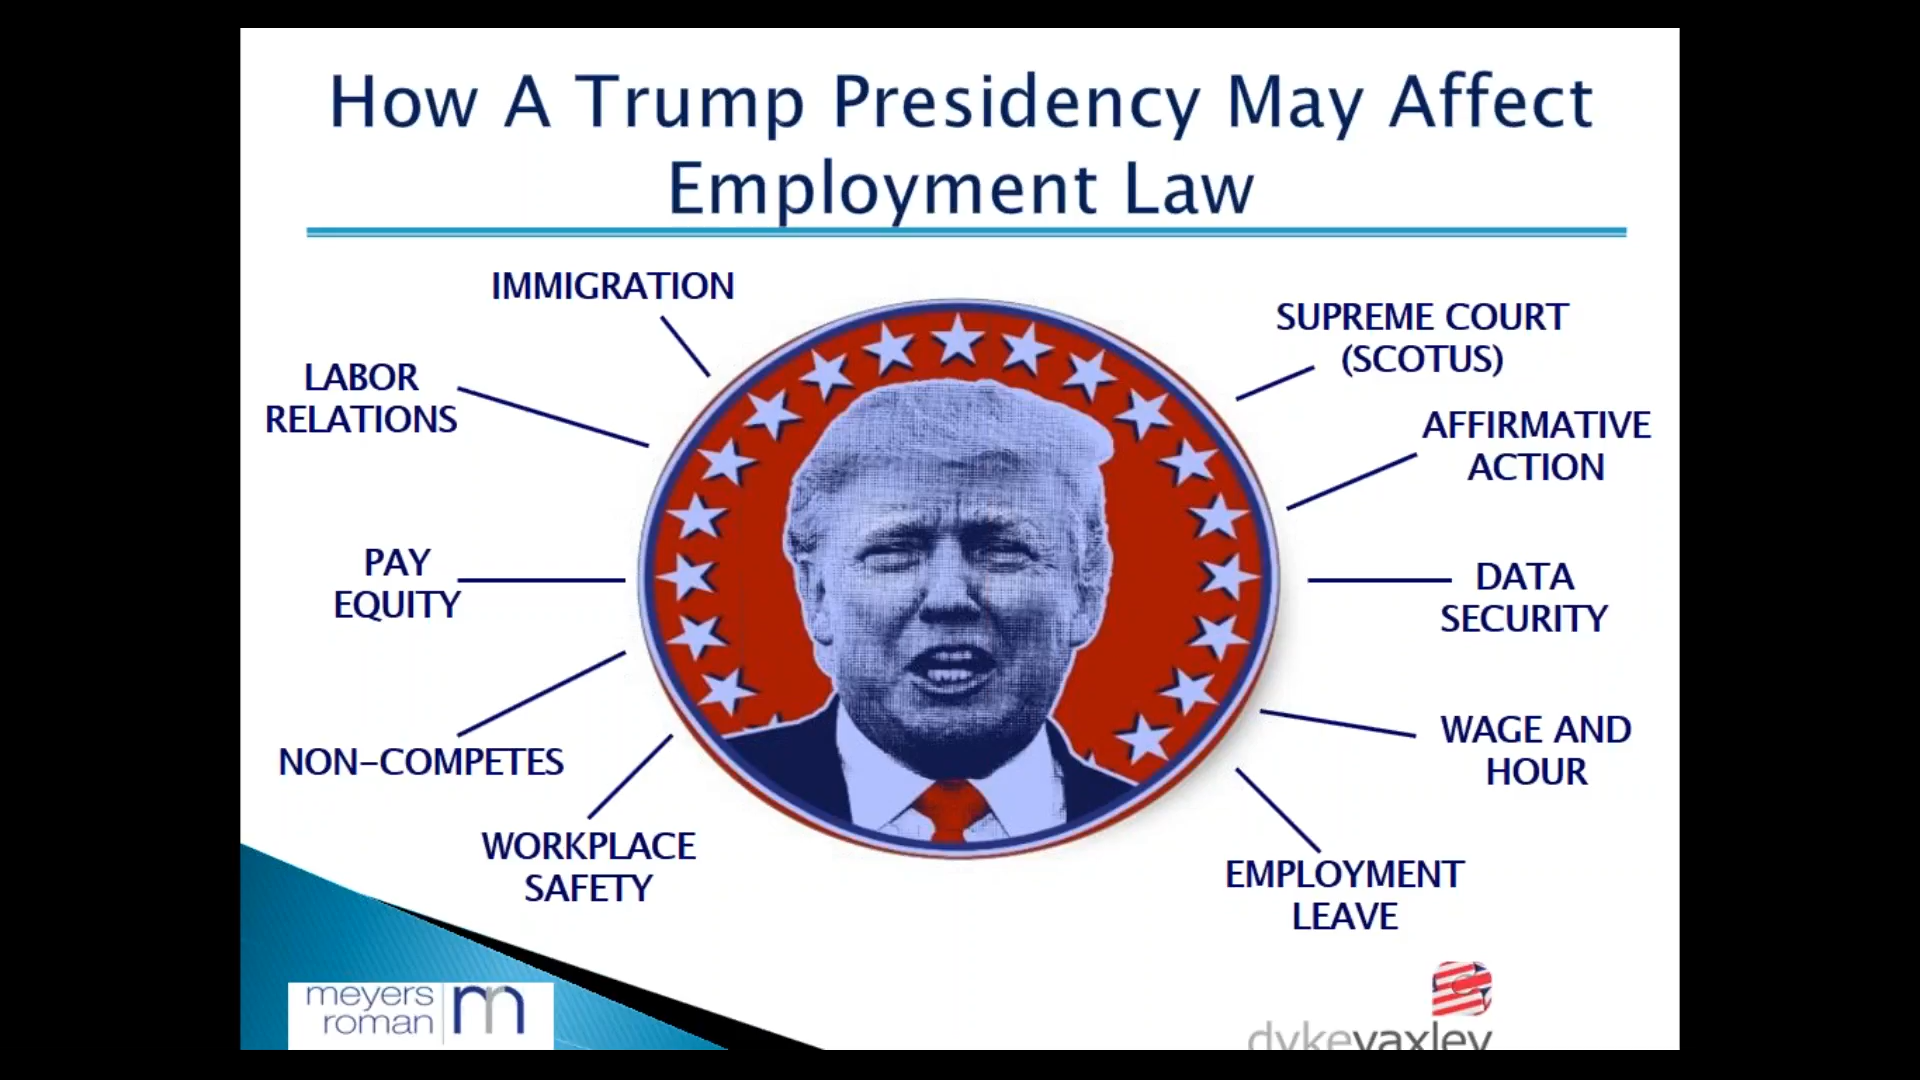 How A Trump Presidency May Affect
Employment Law
IMMIGRATION
SUPREME COURT
(SCOTUS)
LABOR
RELATIONS
AFFIRMATIVE
ACTION
PAY
EQUITY
DATA
SECURITY
NON-COMPETES
WAGE AND
HOUR
WORKPLACE
SAFETY
EMPLOYMENT
LEAVE
meyers
roman
m
dykeyaxley